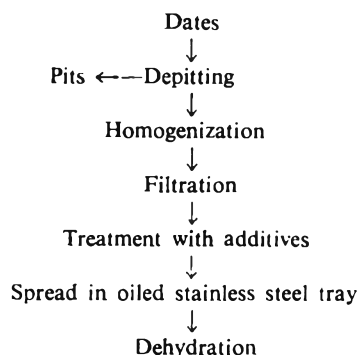 Dates
Pits ←—Depitting
Homogenization
Filtration
Treatment with additives
Spread in oiled stainless steel tray
Dehydration